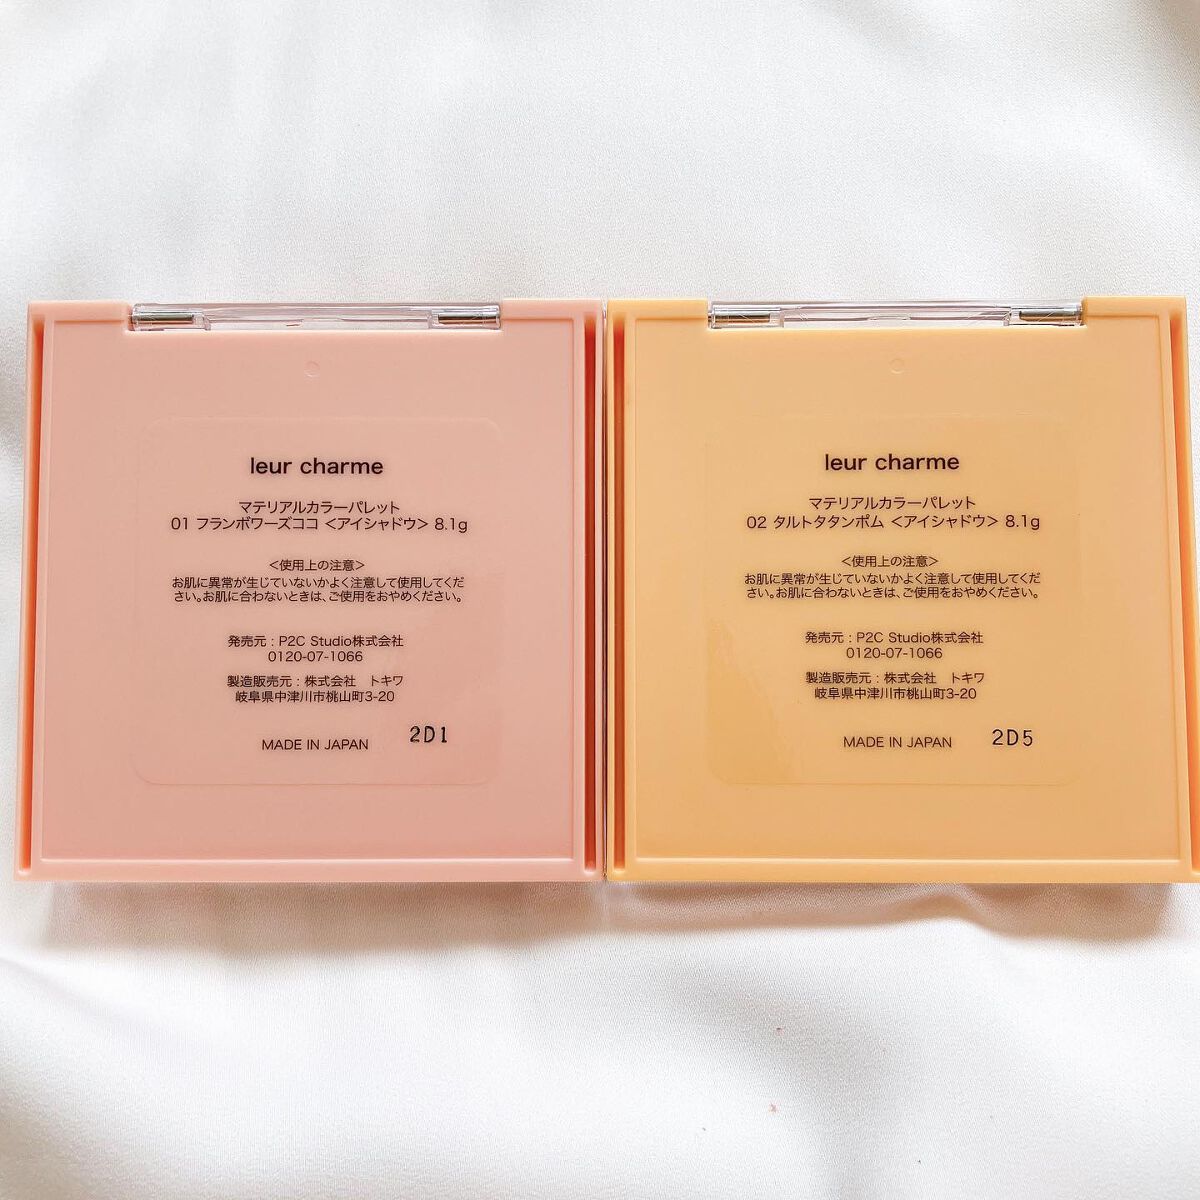 leur charme
マテリアルカラーパレット
01 フランボワーズココ <アイシャドウ> 8.1g
<使用上の注意>
お肌に異常が生じていないかよく注意して使用してくだ
さい。お肌に合わないときは、ご使用をおやめください。
発売元 : P2C Studio株式会社
0120-07-1066
製造販売元 : 株式会社　トキワ
岐阜県中津川市桃山町3-20
MADE IN JAPAN 2D1
leur charme
マテリアルカラーパレット
02 タルトタタンポム <アイシャドウ> 8.1g
<使用上の注意>
お肌に異常が生じていないかよく注意して使用してくだ
さい。お肌に合わないときは、ご使用をおやめください。
発売元 : P2C Studio株式会社
0120-07-1066
製造販売元 : 株式会社　トキワ
岐阜県中津川市桃山町3-20
MADE IN JAPAN 2D5